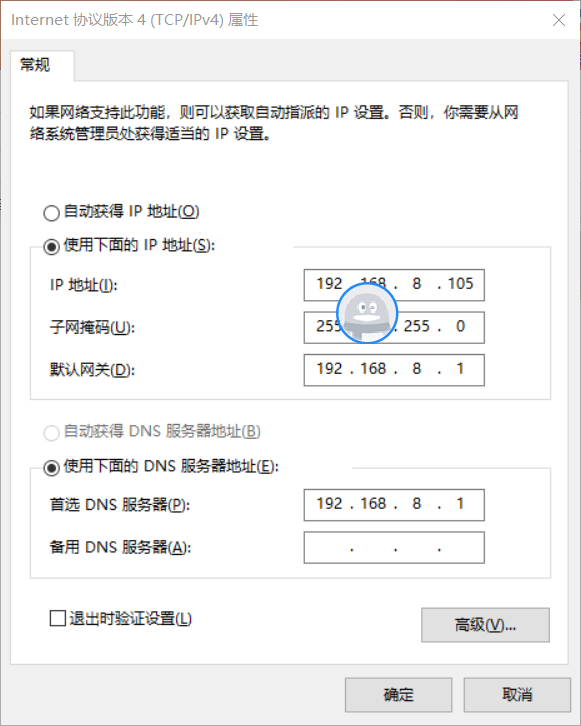 Internet 协议版本 4 (TCP/IPv4) 属性
常规
如果网络支持此功能，则可以获取自动指派的 IP 设置。否则，你需要从网
络系统管理员处获得适当的 IP 设置。
自动获得 IP 地址(O)
使用下面的 IP 地址(S):
IP 地址(I): 192 . 168 . 8 . 105
子网掩码(U): 255 . 255 . 0
默认网关(D): 192 . 168 . 8 . 1
自动获得 DNS 服务器地址(B)
使用下面的 DNS 服务器地址(E):
首选 DNS 服务器(P): 192 . 168 . 8 . 1
备用 DNS 服务器(A): . . .
退出时验证设置(L)
高级(V)...
确定 取消